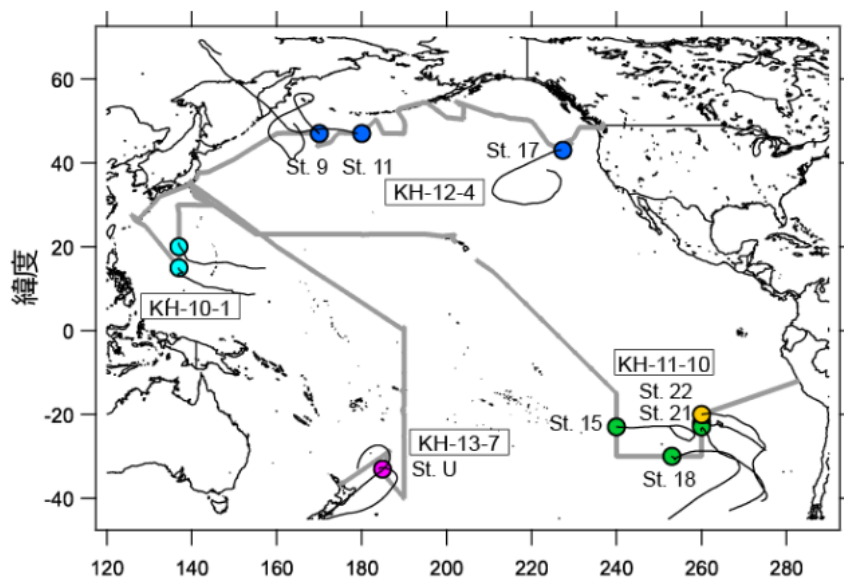 60
40
20
0
-20
-40
緯度
St. 9
St. 11
St. 17
KH-12-4
KH-10-1
KH-11-10
St. 22
St. 21
St. 15
KH-13-7
St. U
St. 18
120
140
160
180
200
220
240
260
280